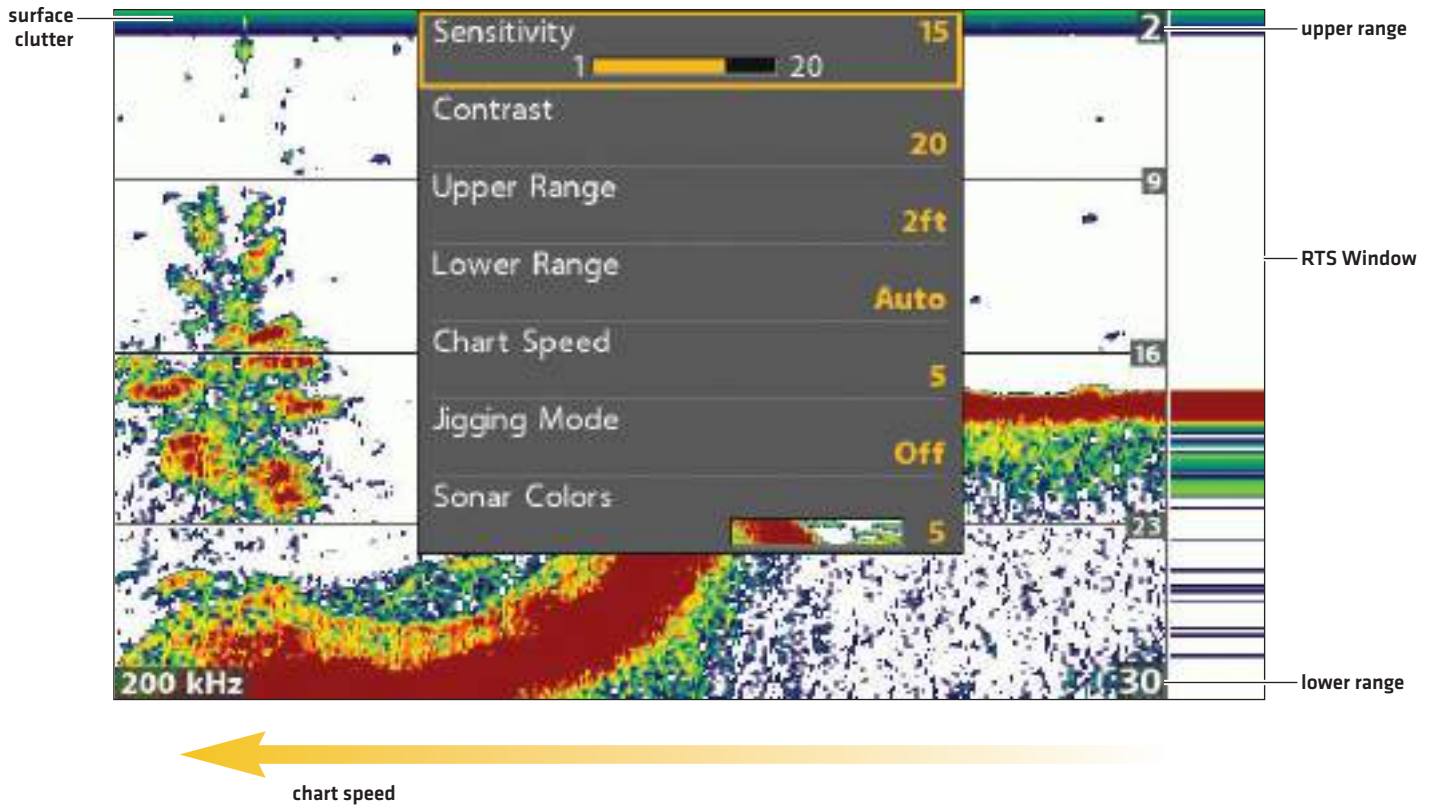 surface
clutter
Sensitivity 15
1 20
2
upper range
Contrast
20
Upper Range
2ft
9
Lower Range
Auto
RTS Window
Chart Speed
5
16
Jigging Mode
Off
Sonar Colors
5
23
200 kHz
30
lower range
chart speed